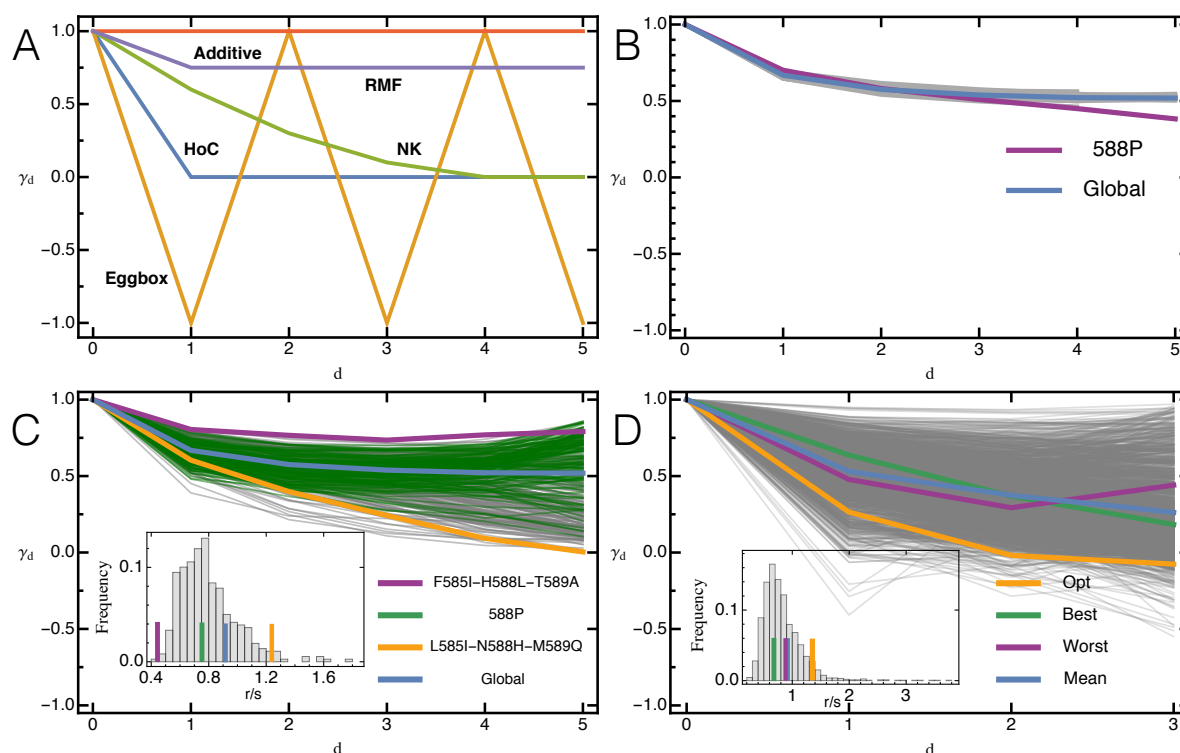 A
1.0
0.5
0.0
−0.5
−1.0
γd
Additive
RMF
HoC
NK
Eggbox
0 1 2 3 4 5
d
B
1.0
0.5
0.0
−0.5
−1.0
γd
588P
Global
0 1 2 3 4 5
d
C
1.0
0.5
0.0
−0.5
−1.0
γd
Frequency
0.1
0.0
0.4 0.8 1.2 1.6
r/s
F585I−H588L−T589A
588P
L585I−N588H−M589Q
Global
0 1 2 3 4 5
d
D
1.0
0.5
0.0
−0.5
−1.0
γd
Frequency
0.1
0.0
1 2 3
r/s
Opt
Best
Worst
Mean
0 1 2 3
d